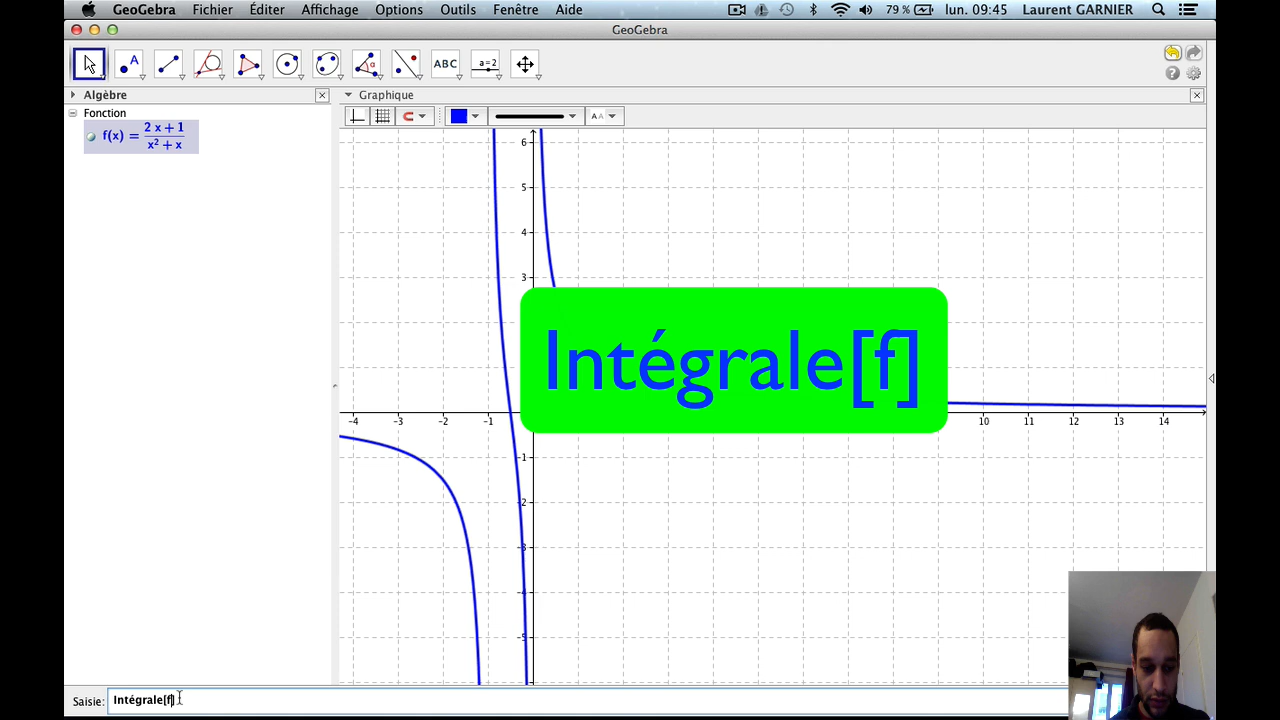 GeoGebra Fichier Éditer Affichage Options Outils Fenêtre Aide 79 % lun. 09:45 Laurent GARNIER
GeoGebra
A ABC a=2
Algèbre
Graphique
Fonction
f(x) = (2 x + 1) / (x² + x)
A A
6
5
4
3
Intégrale[f]
-4 -3 -2 -1 10 11 12 13 14
-1
-2
-3
-4
-5
Saisie: Intégrale[f]